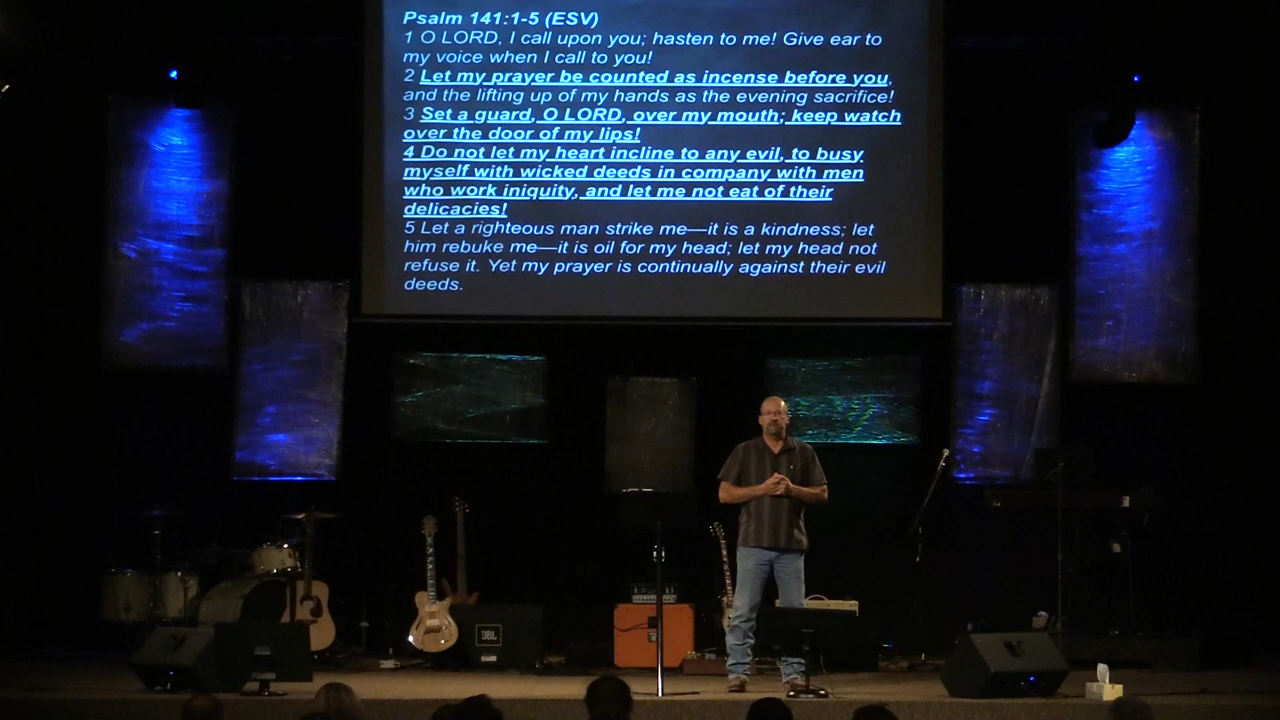 Psalm 141:1-5 (ESV)
1 O LORD, I call upon you; hasten to me! Give ear to
my voice when I call to you!
2 Let my prayer be counted as incense before you,
and the lifting up of my hands as the evening sacrifice!
3 Set a guard, O LORD, over my mouth; keep watch
over the door of my lips!
4 Do not let my heart incline to any evil, to busy
myself with wicked deeds in company with men
who work iniquity, and let me not eat of their
delicacies!
5 Let a righteous man strike me—it is a kindness; let
him rebuke me—it is oil for my head; let my head not
refuse it. Yet my prayer is continually against their evil
deeds.
JBL